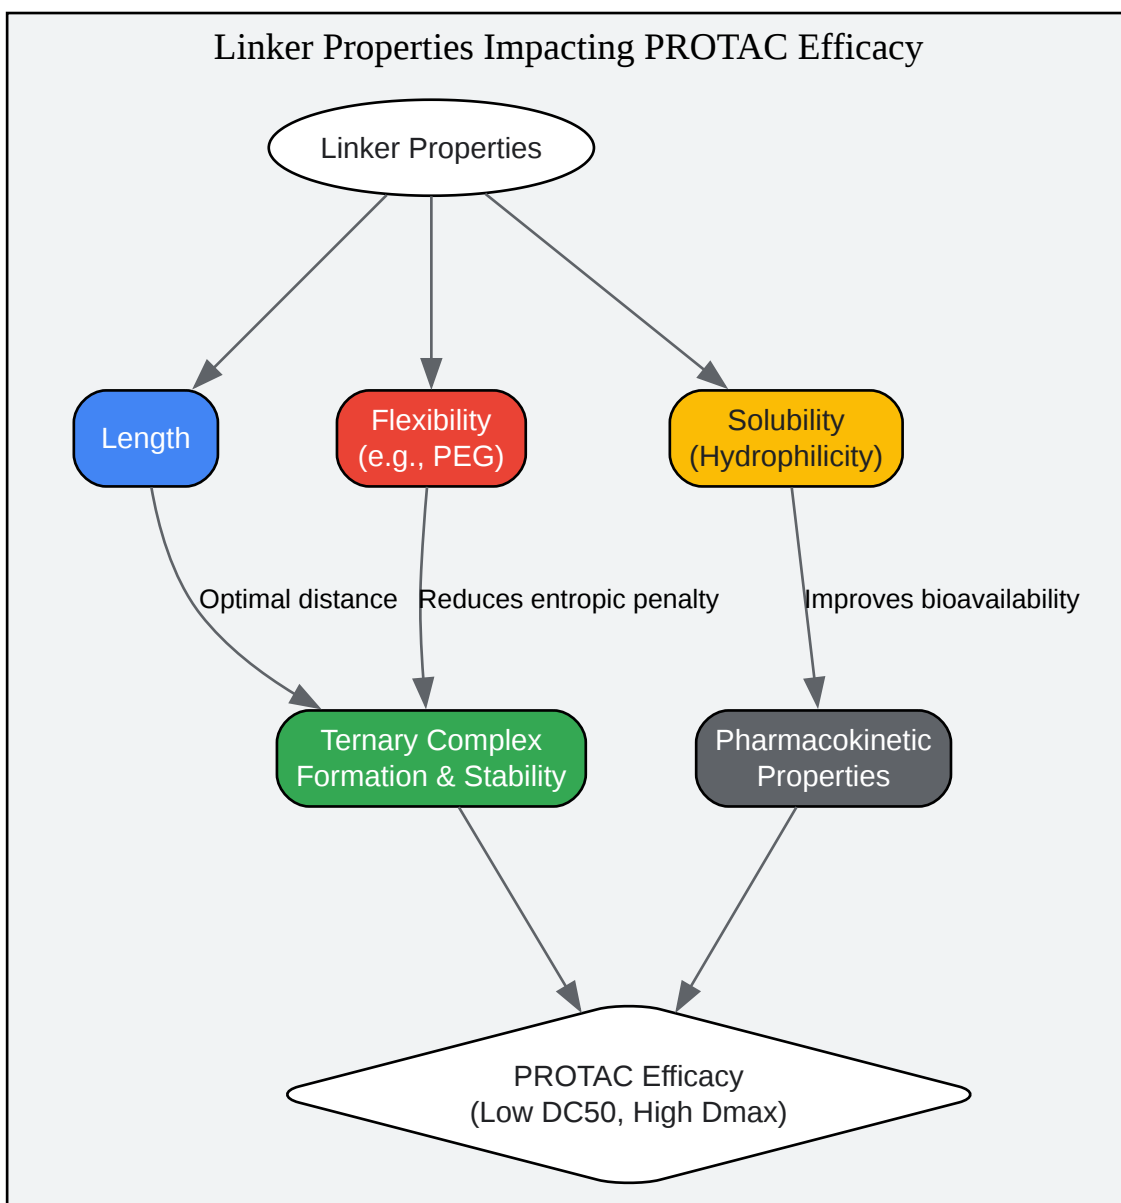 Linker Properties Impacting PROTAC Efficacy
Linker Properties
Length
Flexibility
(e.g., PEG)
Solubility
(Hydrophilicity)
Optimal distance
Reduces entropic penalty
Improves bioavailability
Ternary Complex
Formation & Stability
Pharmacokinetic
Properties
PROTAC Efficacy
(Low DC50, High Dmax)